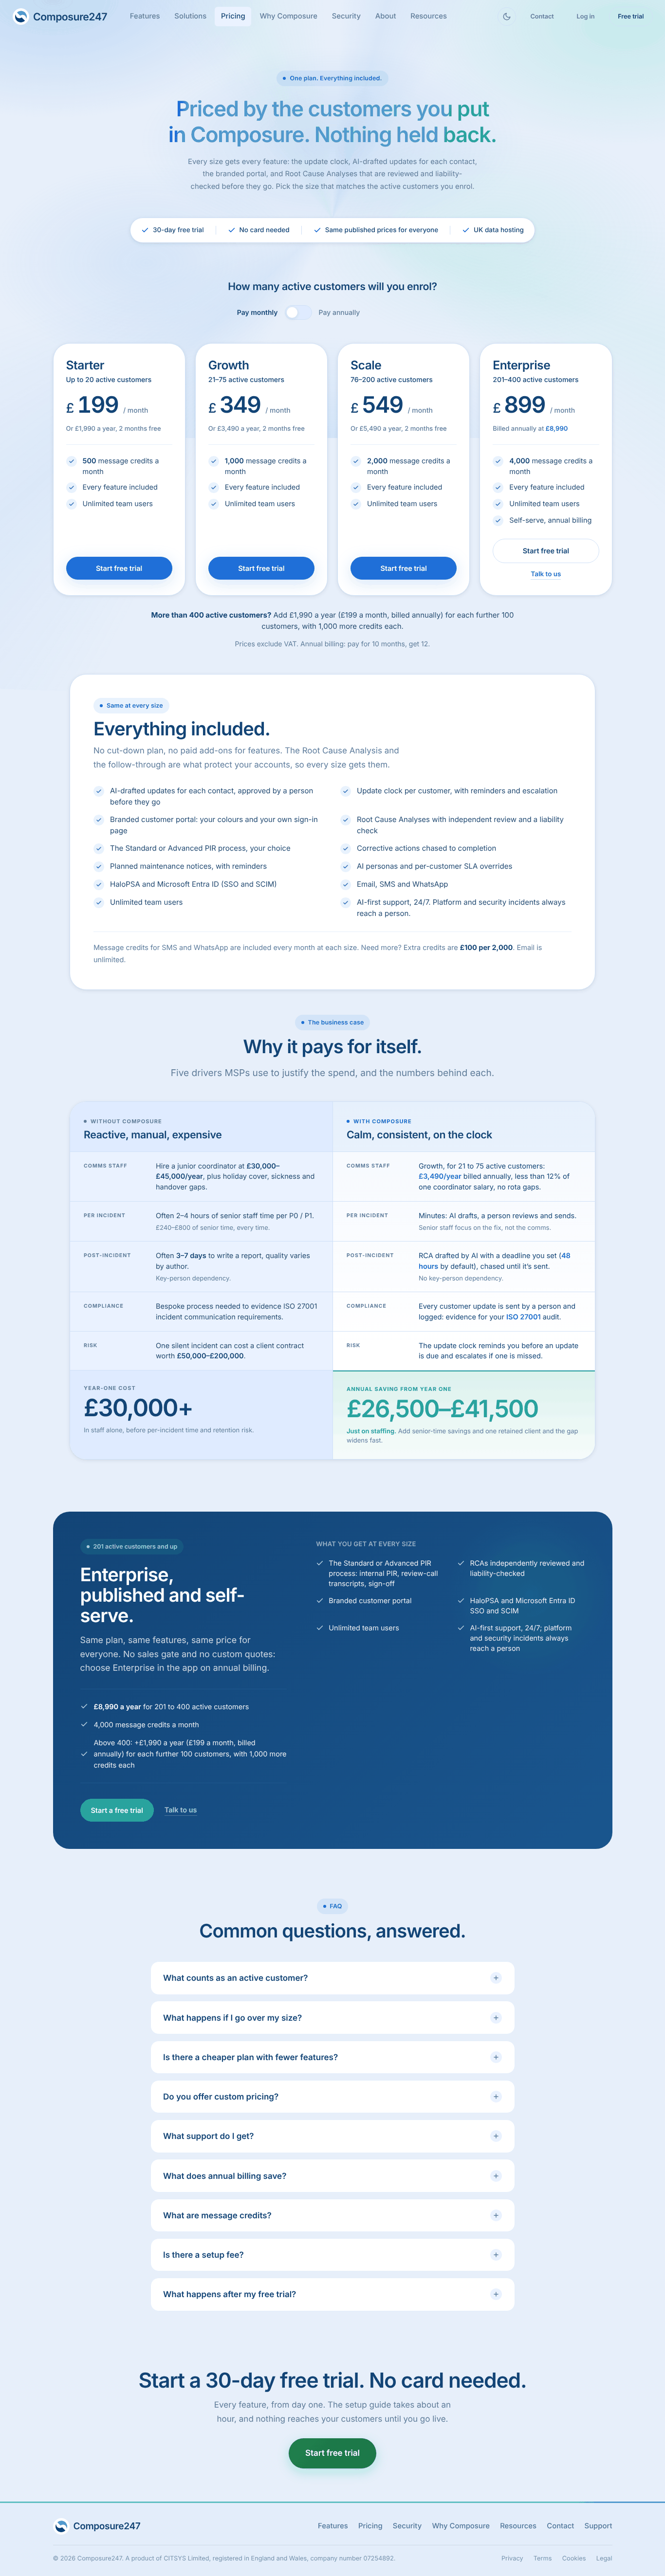 Composure247
Features
Solutions
Pricing
Why Composure
Security
About
Resources
Contact
Log in
Free trial
One plan. Everything included.
Priced by the customers you put
in Composure. Nothing held back.
Every size gets every feature: the update clock, AI-drafted updates for each contact,
the branded portal, and Root Cause Analyses that are reviewed and liability-
checked before they go. Pick the size that matches the active customers you enrol.
30-day free trial
No card needed
Same published prices for everyone
UK data hosting
How many active customers will you enrol?
Pay monthly
Pay annually
Starter
Up to 20 active customers
£ 199 / month
Or £1,990 a year, 2 months free
500 message credits a
month
Every feature included
Unlimited team users
Start free trial
Growth
21–75 active customers
£ 349 / month
Or £3,490 a year, 2 months free
1,000 message credits a
month
Every feature included
Unlimited team users
Start free trial
Scale
76–200 active customers
£ 549 / month
Or £5,490 a year, 2 months free
2,000 message credits a
month
Every feature included
Unlimited team users
Start free trial
Enterprise
201–400 active customers
£ 899 / month
Billed annually at £8,990
4,000 message credits a
month
Every feature included
Unlimited team users
Self-serve, annual billing
Start free trial
Talk to us
More than 400 active customers? Add £1,990 a year (£199 a month, billed annually) for each further 100
customers, with 1,000 more credits each.
Prices exclude VAT. Annual billing: pay for 10 months, get 12.
Same at every size
Everything included.
No cut-down plan, no paid add-ons for features. The Root Cause Analysis and
the follow-through are what protect your accounts, so every size gets them.
AI-drafted updates for each contact, approved by a person
before they go
Update clock per customer, with reminders and escalation
Branded customer portal: your colours and your own sign-in
page
Root Cause Analyses with independent review and a liability
check
The Standard or Advanced PIR process, your choice
Corrective actions chased to completion
Planned maintenance notices, with reminders
AI personas and per-customer SLA overrides
HaloPSA and Microsoft Entra ID (SSO and SCIM)
Email, SMS and WhatsApp
Unlimited team users
AI-first support, 24/7. Platform and security incidents always
reach a person.
Message credits for SMS and WhatsApp are included every month at each size. Need more? Extra credits are £100 per 2,000. Email is
unlimited.
The business case
Why it pays for itself.
Five drivers MSPs use to justify the spend, and the numbers behind each.
WITHOUT COMPOSURE
Reactive, manual, expensive
COMMS STAFF
Hire a junior coordinator at £30,000–
£45,000/year, plus holiday cover, sickness and
handover gaps.
PER INCIDENT
Often 2–4 hours of senior staff time per P0 / P1.
£240–£800 of senior time, every time.
POST-INCIDENT
Often 3–7 days to write a report, quality varies
by author.
Key-person dependency.
COMPLIANCE
Bespoke process needed to evidence ISO 27001
incident communication requirements.
RISK
One silent incident can cost a client contract
worth £50,000–£200,000.
YEAR-ONE COST
£30,000+
In staff alone, before per-incident time and retention risk.
WITH COMPOSURE
Calm, consistent, on the clock
COMMS STAFF
Growth, for 21 to 75 active customers:
£3,490/year billed annually, less than 12% of
one coordinator salary, no rota gaps.
PER INCIDENT
Minutes: AI drafts, a person reviews and sends.
Senior staff focus on the fix, not the comms.
POST-INCIDENT
RCA drafted by AI with a deadline you set (48
hours by default), chased until it's sent.
No key-person dependency.
COMPLIANCE
Every customer update is sent by a person and
logged: evidence for your ISO 27001 audit.
RISK
The update clock reminds you before an update
is due and escalates if one is missed.
ANNUAL SAVING FROM YEAR ONE
£26,500–£41,500
Just on staffing. Add senior-time savings and one retained client and the gap
widens fast.
201 active customers and up
Enterprise,
published and self-
serve.
Same plan, same features, same price for
everyone. No sales gate and no custom quotes:
choose Enterprise in the app on annual billing.
£8,990 a year for 201 to 400 active customers
4,000 message credits a month
Above 400: +£1,990 a year (£199 a month, billed
annually) for each further 100 customers, with 1,000 more
credits each
Start a free trial
Talk to us
WHAT YOU GET AT EVERY SIZE
The Standard or Advanced PIR
process: internal PIR, review-call
transcripts, sign-off
RCAs independently reviewed and
liability-checked
Branded customer portal
HaloPSA and Microsoft Entra ID
SSO and SCIM
Unlimited team users
AI-first support, 24/7; platform
and security incidents always
reach a person
FAQ
Common questions, answered.
What counts as an active customer?
What happens if I go over my size?
Is there a cheaper plan with fewer features?
Do you offer custom pricing?
What support do I get?
What does annual billing save?
What are message credits?
Is there a setup fee?
What happens after my free trial?
Start a 30-day free trial. No card needed.
Every feature, from day one. The setup guide takes about an
hour, and nothing reaches your customers until you go live.
Start free trial
Composure247
Features
Pricing
Security
Why Composure
Resources
Contact
Support
© 2026 Composure247. A product of CITSYS Limited, registered in England and Wales, company number 07254892.
Privacy
Terms
Cookies
Legal